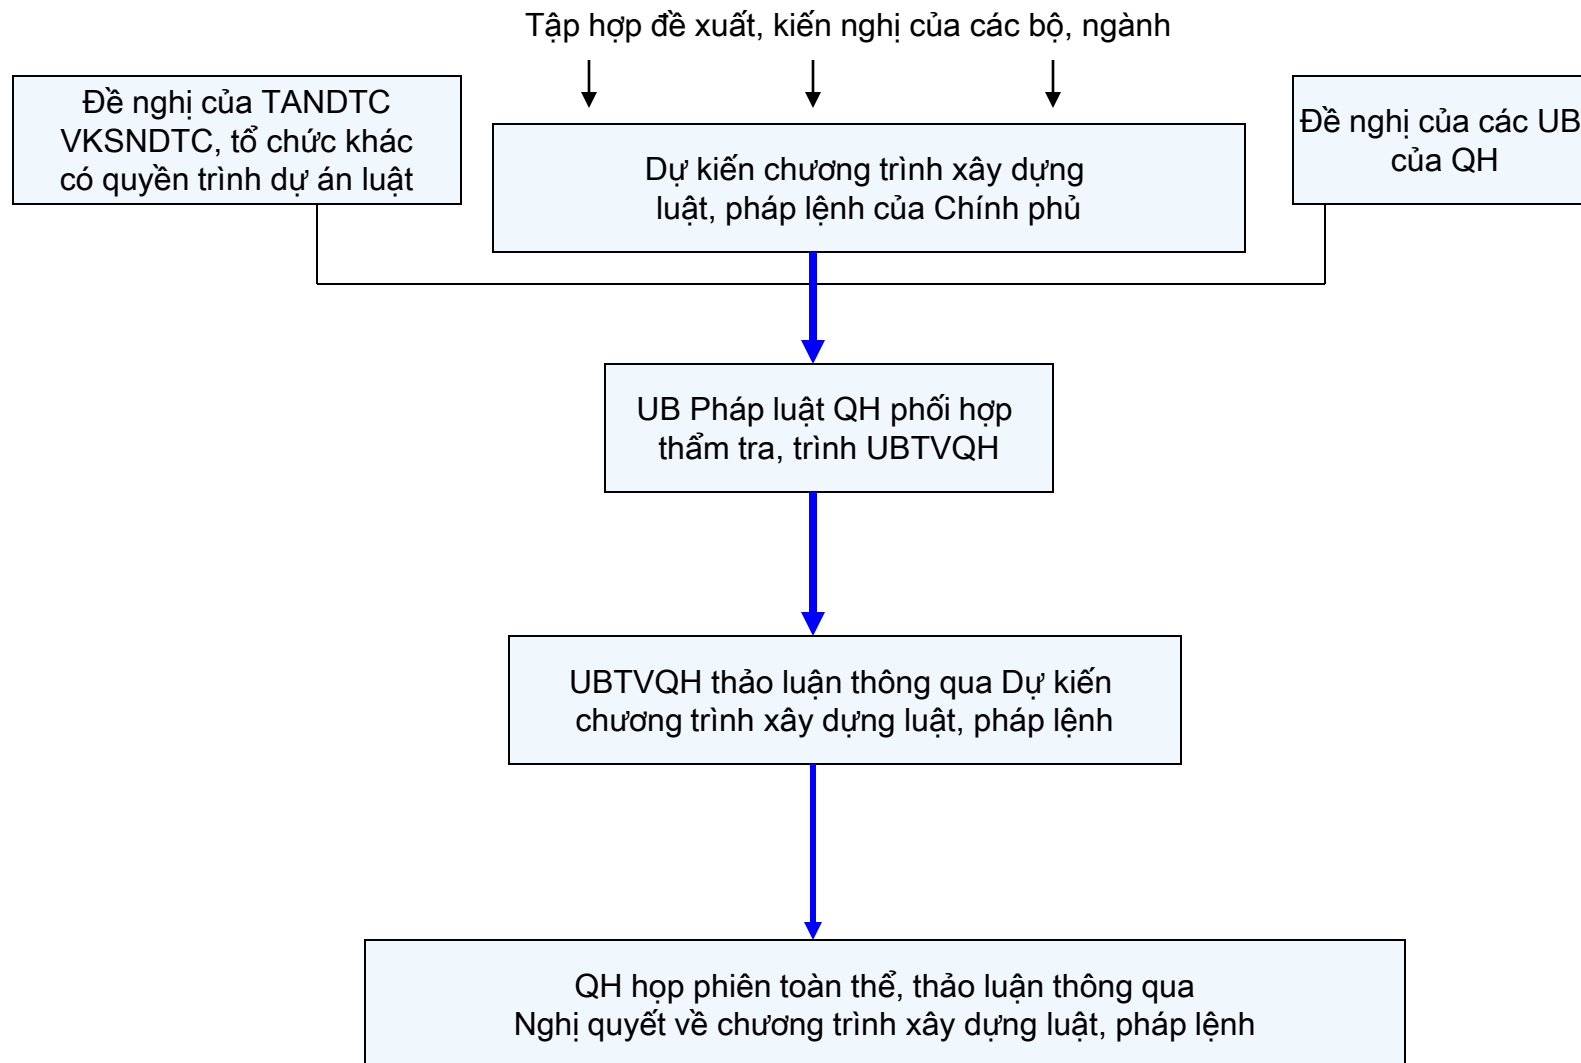 Tập hợp đề xuất, kiến nghị của các bộ, ngành
Đề nghị của TANDTC
VKSNDTC, tổ chức khác
có quyền trình dự án luật
Dự kiến chương trình xây dựng
luật, pháp lệnh của Chính phủ
Đề nghị của các UB
của QH
UB Pháp luật QH phối hợp
thẩm tra, trình UBTVQH
UBTVQH thảo luận thông qua Dự kiến
chương trình xây dựng luật, pháp lệnh
QH họp phiên toàn thể, thảo luận thông qua
Nghị quyết về chương trình xây dựng luật, pháp lệnh